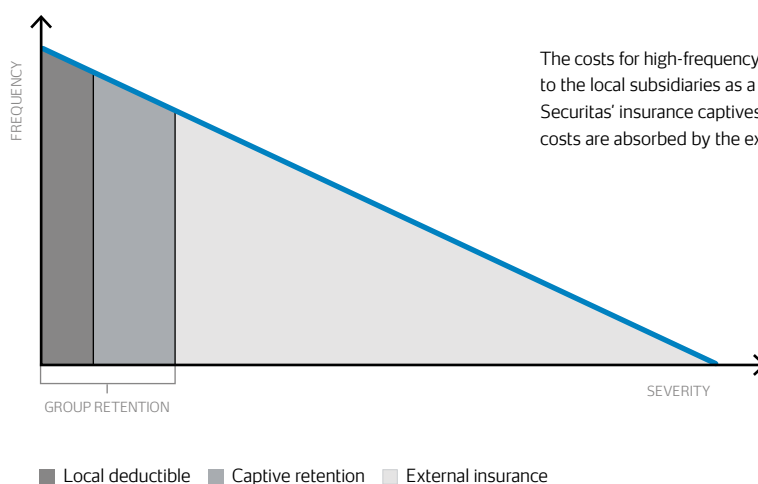 The costs for high-frequency
to the local subsidiaries as a
Securitas’ insurance captives
costs are absorbed by the
FREQUENCY
SEVERITY
GROUP RETENTION
Local deductible
Captive retention
External insurance